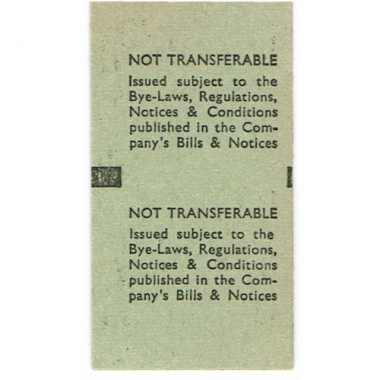 NOT TRANSFERABLE
Issued subject to the
Bye-Laws, Regulations,
Notices & Conditions
published in the Com-
pany's Bills & Notices
NOT TRANSFERABLE
Issued subject to the
Bye-Laws, Regulations,
Notices & Conditions
published in the Com-
pany's Bills & Notices